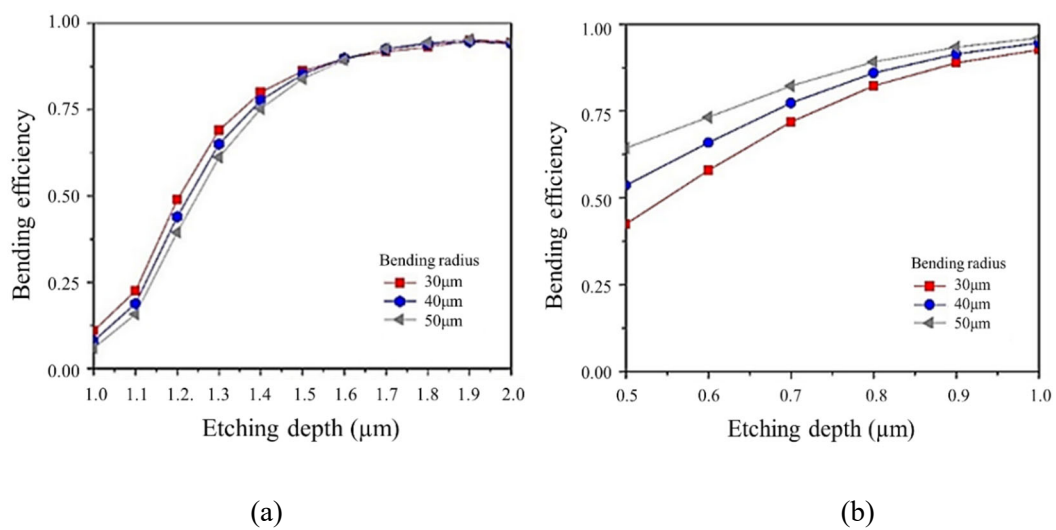 1.00
0.75
0.50
0.25
0.00
Bending efficiency
Bending radius
30μm
40μm
50μm
1.0 1.1 1.2. 1.3 1.4 1.5 1.6 1.7 1.8 1.9 2.0
Etching depth (μm)
(a)
1.00
0.75
0.50
0.25
0.00
Bending efficiency
Bending radius
30μm
40μm
50μm
0.5 0.6 0.7 0.8 0.9 1.0
Etching depth (μm)
(b)